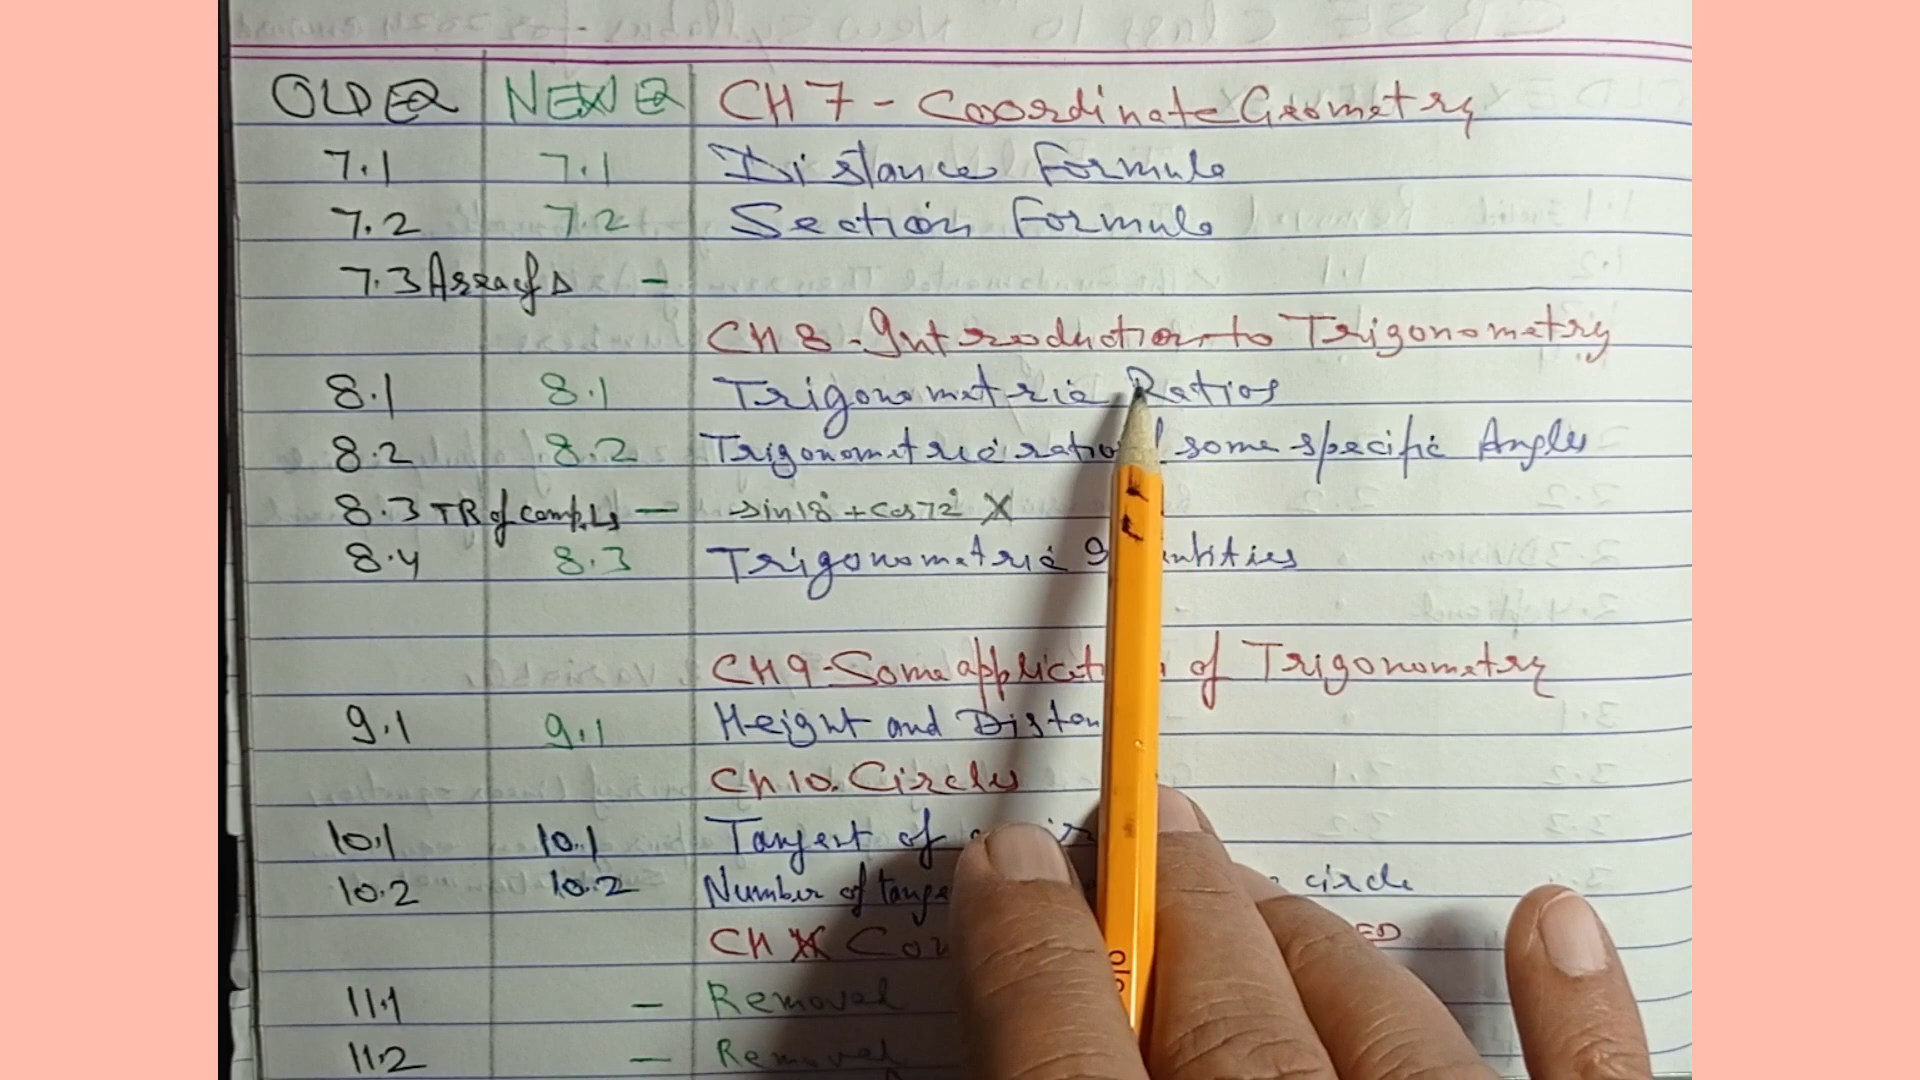 OLD EX NEW EX CH 7 - Coordinate Geometry
7.1 7.1 Distance Formula
7.2 7.2 Section Formula
7.3 Area of Δ -
CH 8 - Introduction to Trigonometry
8.1 8.1 Trigonometric Ratios
8.2 8.2 Trigonometric ratio some specific Angles
8.3 TR of comp. ∠s - sin18° + cos72° X
8.4 8.3 Trigonometric
CH 9 - Some of Trigonometry
9.1 9.1 Height and
CH 10. Circles
10.1 10.1 Tangent of
10.2 10.2 Number of circle
CH
11.1 - Removed
11.2 - Removed